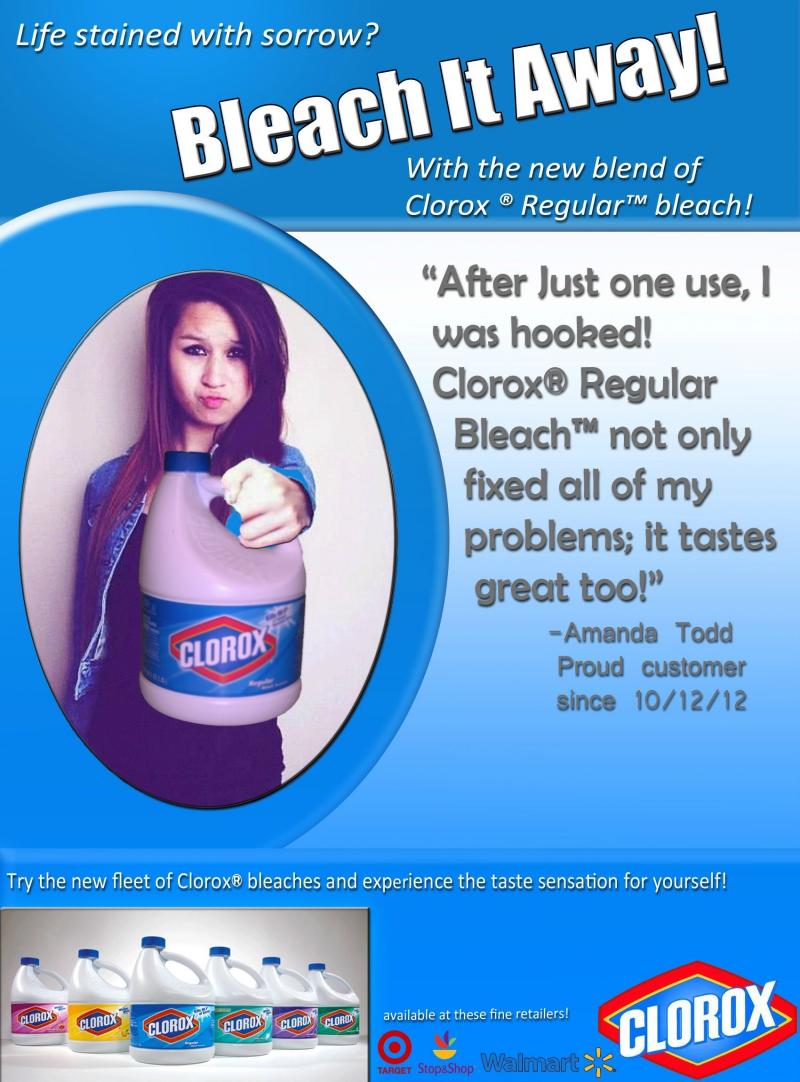 Life stained with sorrow?
Bleach It Away!
With the new blend of
Clorox ® Regular™ bleach!
“After Just one use, I
was hooked!
Clorox® Regular
Bleach™ not only
fixed all of my
problems; it tastes
great too!”
-Amanda Todd
Proud customer
since 10/12/12
CLOROX
Regular
Try the new fleet of Clorox® bleaches and experience the taste sensation for yourself!
CLOROX CLOROX CLOROX CLOROX CLOROX CLOROX
available at these fine retailers!
TARGET Stop&Shop Walmart
CLOROX